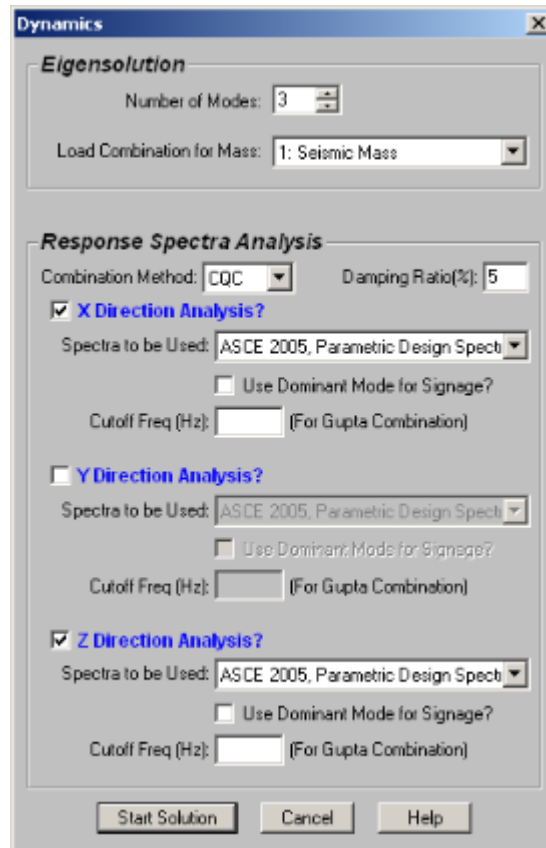 Dynamics
Eigensolution
Number of Modes: 3
Load Combination for Mass: 1: Seismic Mass
Response Spectra Analysis
Combination Method: CQC Damping Ratio(%): 5
X Direction Analysis?
Spectra to be Used: ASCE 2005, Parametric Design Spectr
Use Dominant Mode for Signage?
Cutoff Freq (Hz): (For Gupta Combination)
Y Direction Analysis?
Spectra to be Used: ASCE 2005, Parametric Design Spectr
Use Dominant Mode for Signage?
Cutoff Freq (Hz): (For Gupta Combination)
Z Direction Analysis?
Spectra to be Used: ASCE 2005, Parametric Design Spectr
Use Dominant Mode for Signage?
Cutoff Freq (Hz): (For Gupta Combination)
Start Solution Cancel Help